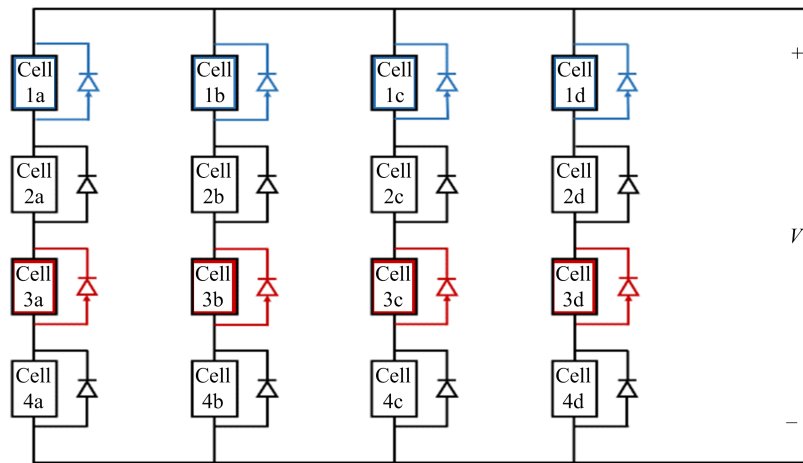 Cell Cell Cell Cell
1a 1b 1c 1d
+
Cell Cell Cell Cell
2a 2b 2c 2d
V
Cell Cell Cell Cell
3a 3b 3c 3d
Cell Cell Cell Cell
4a 4b 4c 4d
−